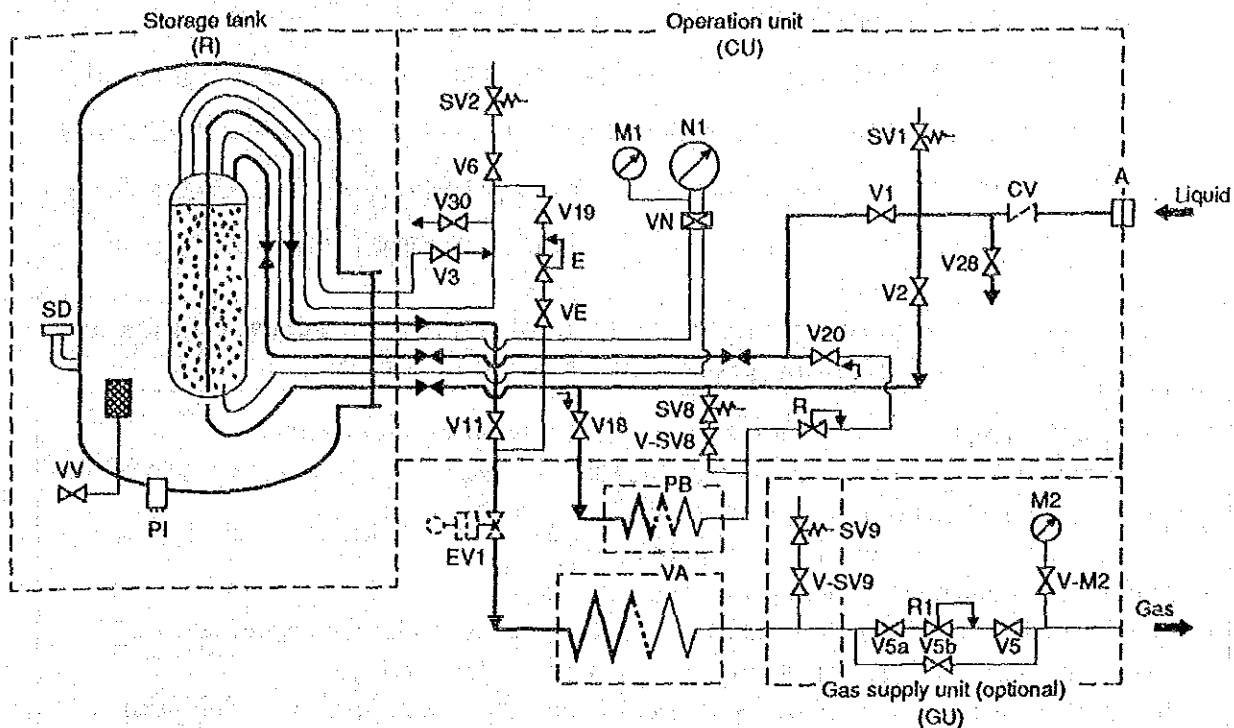 Storage tank
(R)
Operation unit
(CU)
SV2
M1
N1
SV1
V6
A
V1
CV
Liquid
V30
V19
VN
E
V3
V28
V2
SD
VE
V20
SV8
R
V11
V18
V-SV8
VV
PB
M2
PI
SV9
EV1
VA
V-SV9
V-M2
R1
Gas
V5a
V5b
V5
Gas supply unit (optional)
(GU)